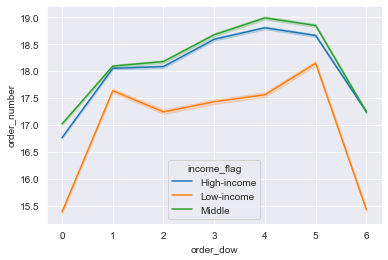 19.0
18.5
18.0
17.5
17.0
16.5
16.0
15.5
order_number
income_flag
High-income
Low-income
Middle
0 1 2 3 4 5 6
order_dow